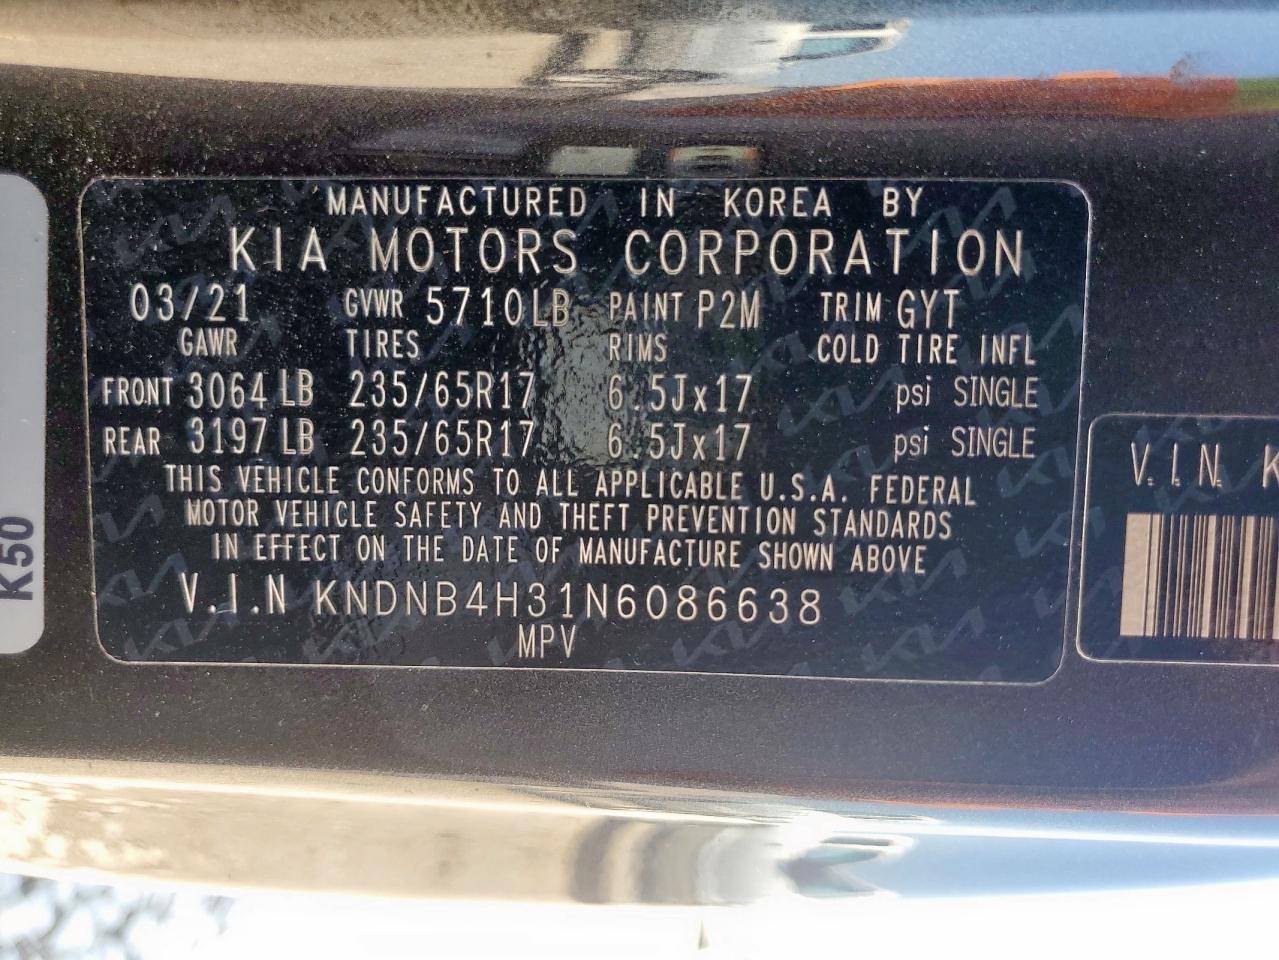 MANUFACTURED IN KOREA BY
KIA MOTORS CORPORATION
03/21 GVWR 5710LB PAINT P2M TRIM GYT
GAWR TIRES RIMS COLD TIRE INFL
FRONT 3064 LB 235/65R17 6.5Jx17 psi SINGLE
REAR 3197 LB 235/65R17 6.5Jx17 psi SINGLE
THIS VEHICLE CONFORMS TO ALL APPLICABLE U.S.A. FEDERAL
MOTOR VEHICLE SAFETY AND THEFT PREVENTION STANDARDS
IN EFFECT ON THE DATE OF MANUFACTURE SHOWN ABOVE
V.I.N KNDNB4H31N6086638
MPV
K50
V.I.N. K